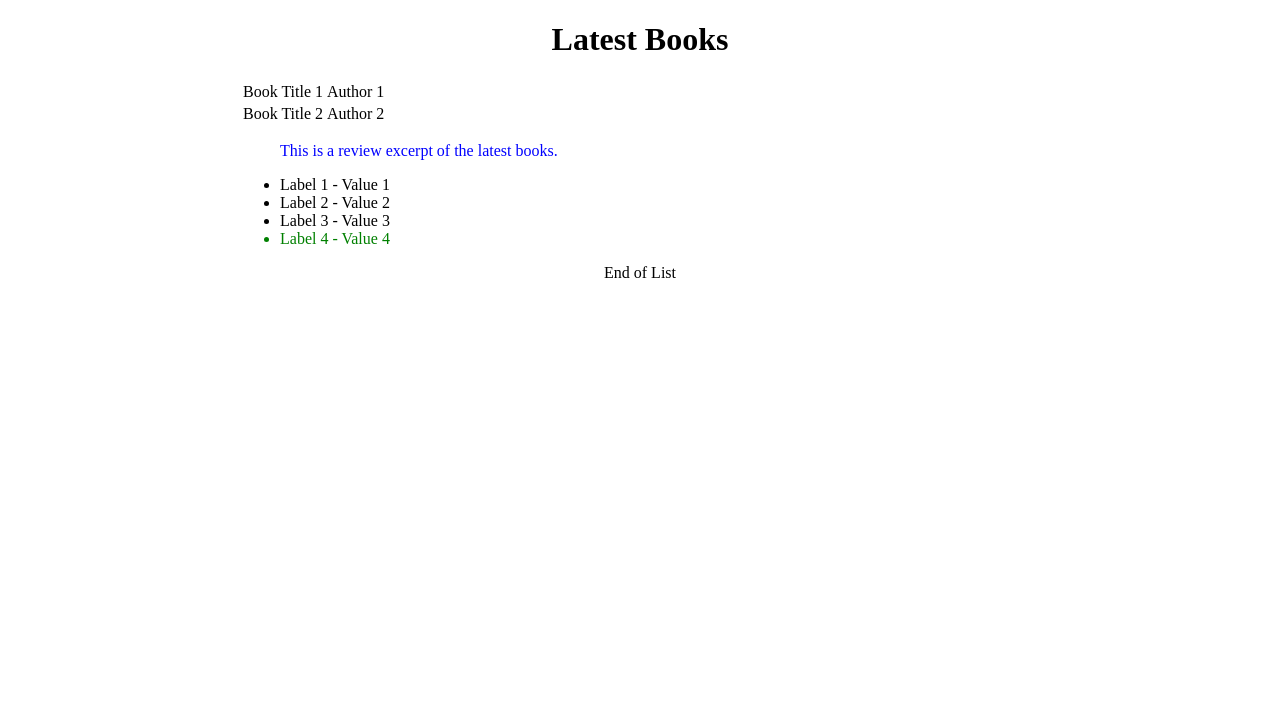 Latest Books
Book Title 1 Author 1
Book Title 2 Author 2
This is a review excerpt of the latest books.
Label 1 - Value 1
Label 2 - Value 2
Label 3 - Value 3
Label 4 - Value 4
End of List